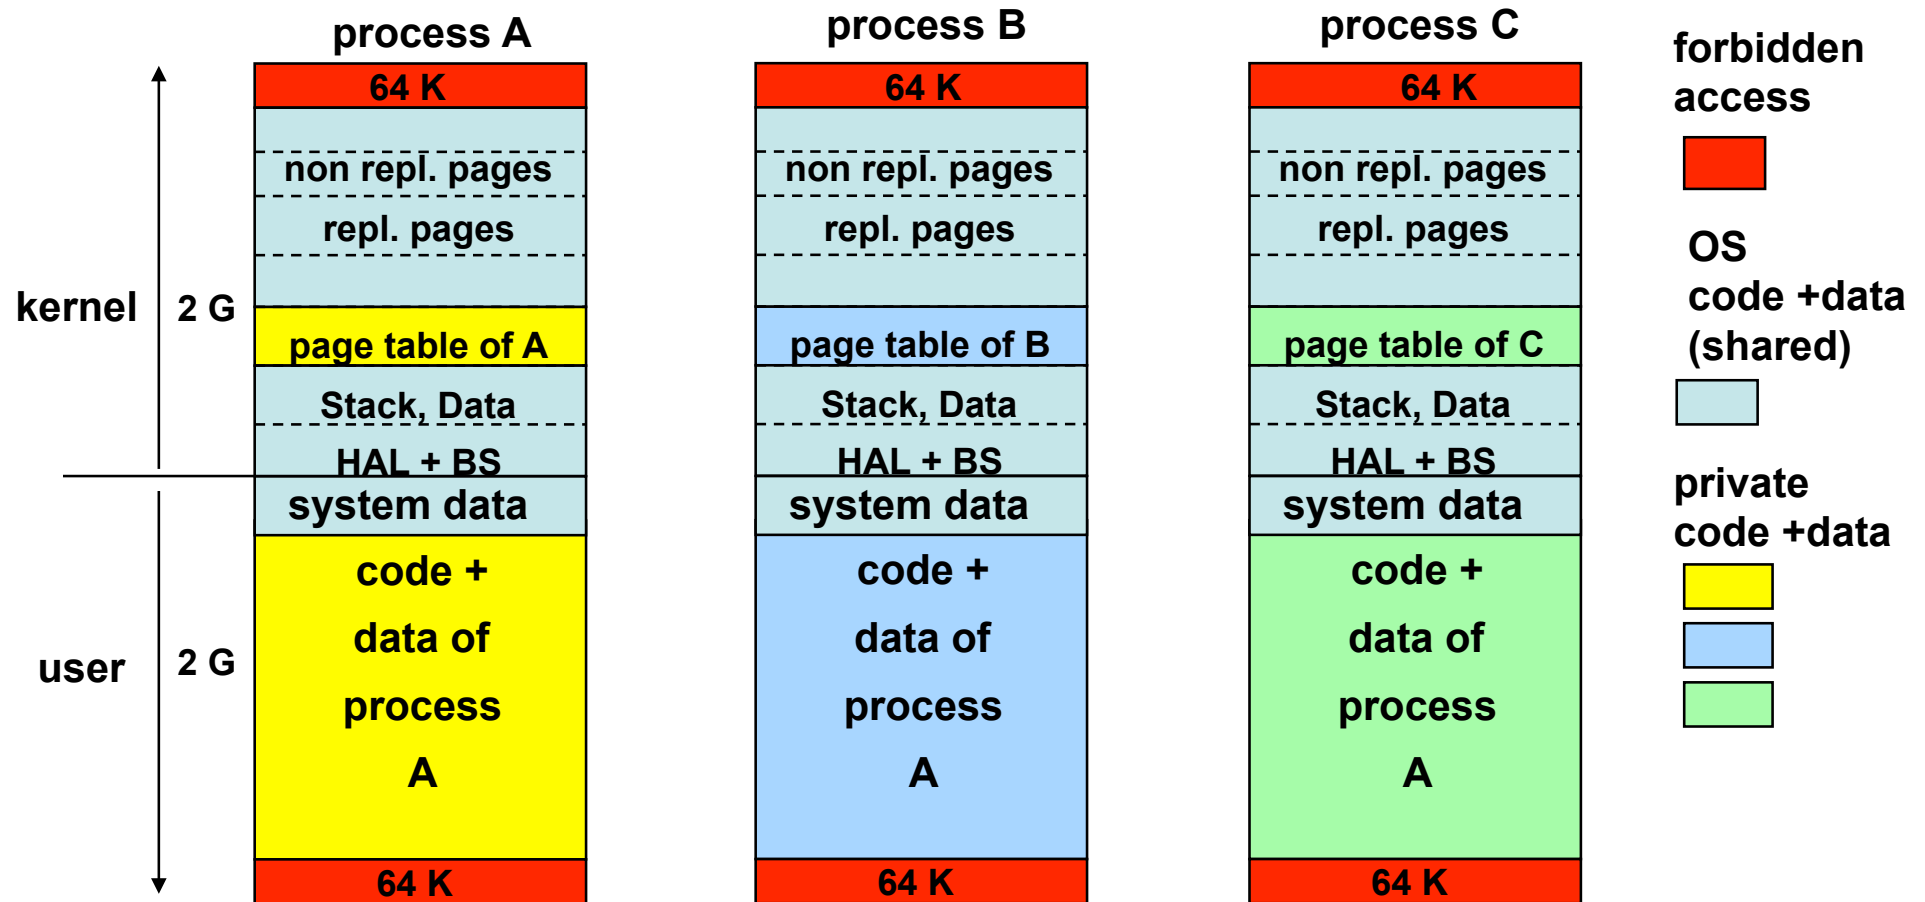 process A
process B
process C
64 K
64 K
64 K
non repl. pages
non repl. pages
non repl. pages
repl. pages
repl. pages
repl. pages
kernel
2 G
page table of A
page table of B
page table of C
Stack, Data
Stack, Data
Stack, Data
HAL + BS
HAL + BS
HAL + BS
system data
system data
system data
user
2 G
code +
data of
process
A
code +
data of
process
A
code +
data of
process
A
64 K
64 K
64 K
forbidden
access
OS
code +data
(shared)
private
code +data